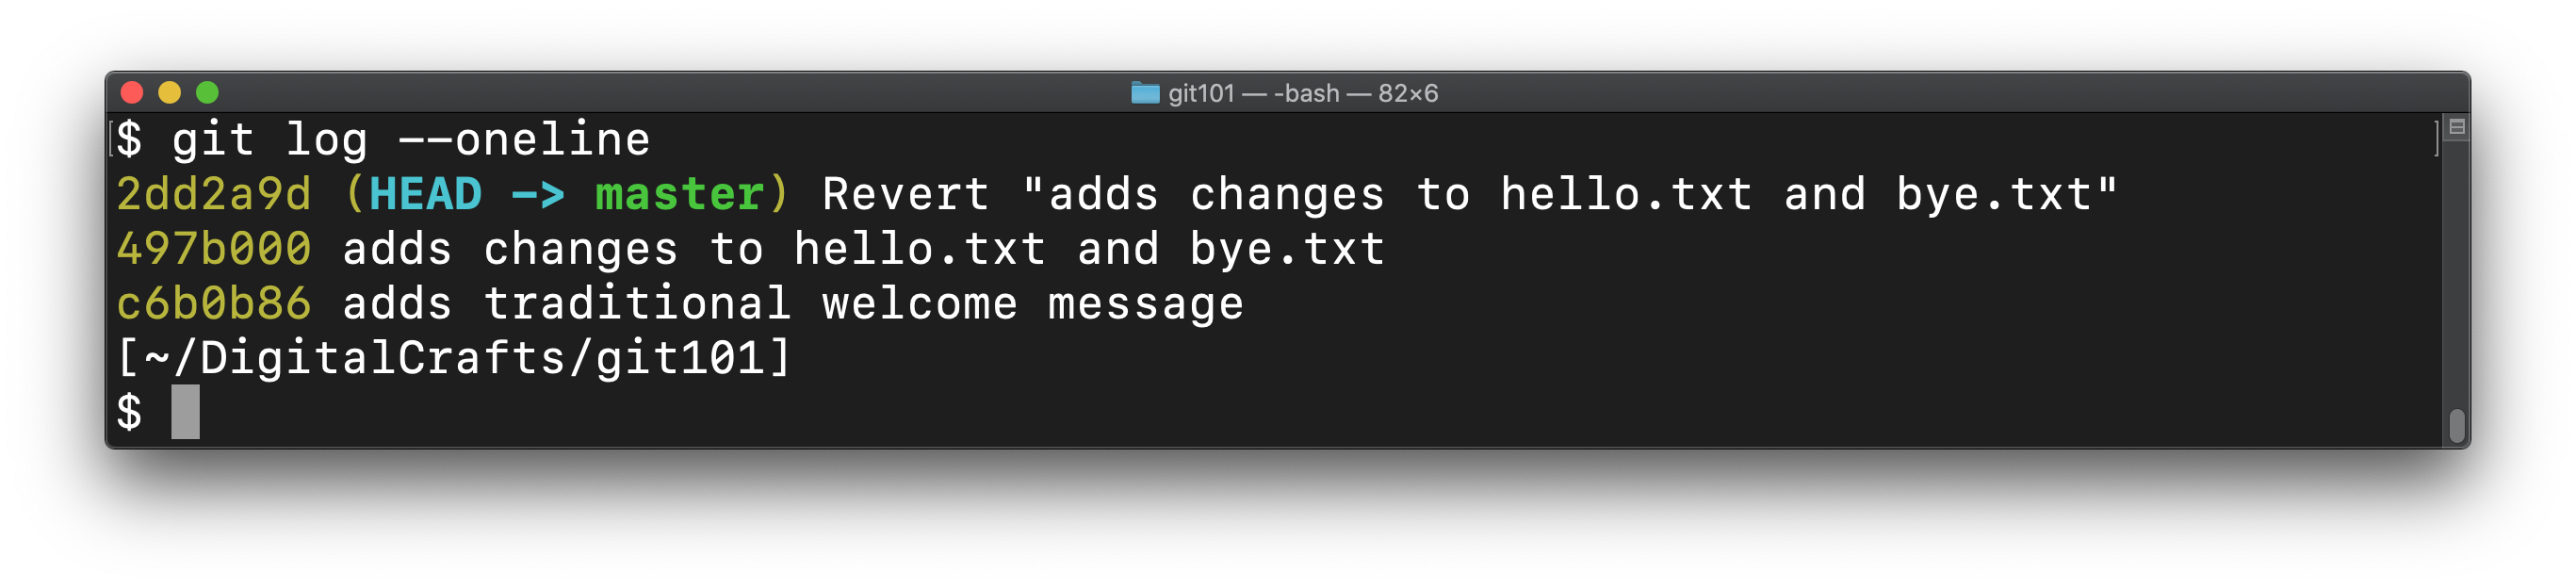 git101 — -bash — 82×6
[$ git log --oneline ]
2dd2a9d (HEAD -> master) Revert "adds changes to hello.txt and bye.txt"
497b000 adds changes to hello.txt and bye.txt
c6b0b86 adds traditional welcome message
[~/DigitalCrafts/git101]
$